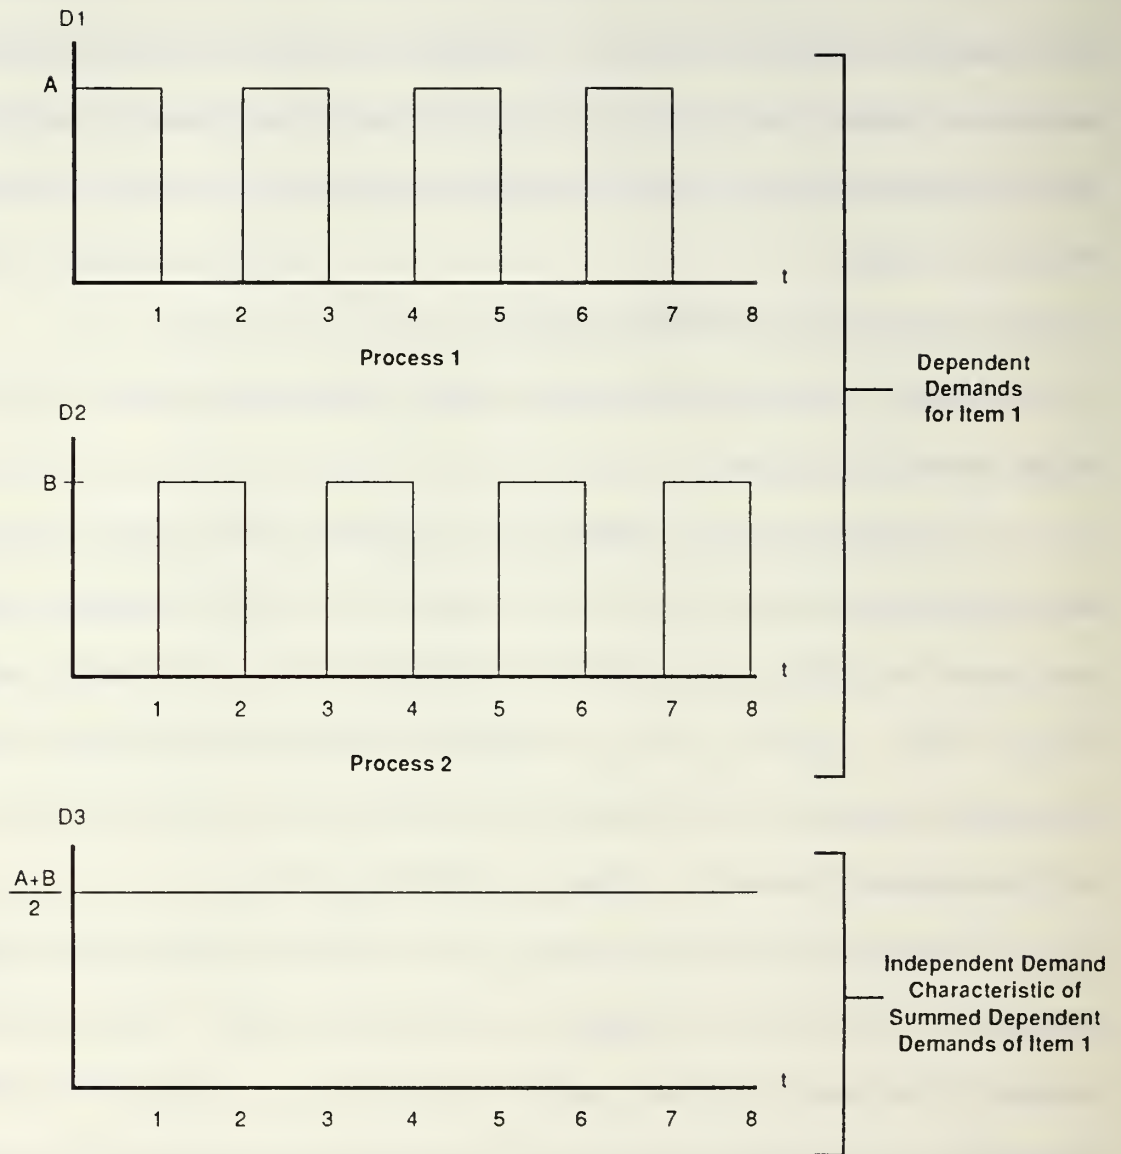 D1
A
t
1 2 3 4 5 6 7 8
Process 1
Dependent
Demands
for Item 1
D2
B
t
1 2 3 4 5 6 7 8
Process 2
D3
A+B
2
t
1 2 3 4 5 6 7 8
Independent Demand
Characteristic of
Summed Dependent
Demands of Item 1